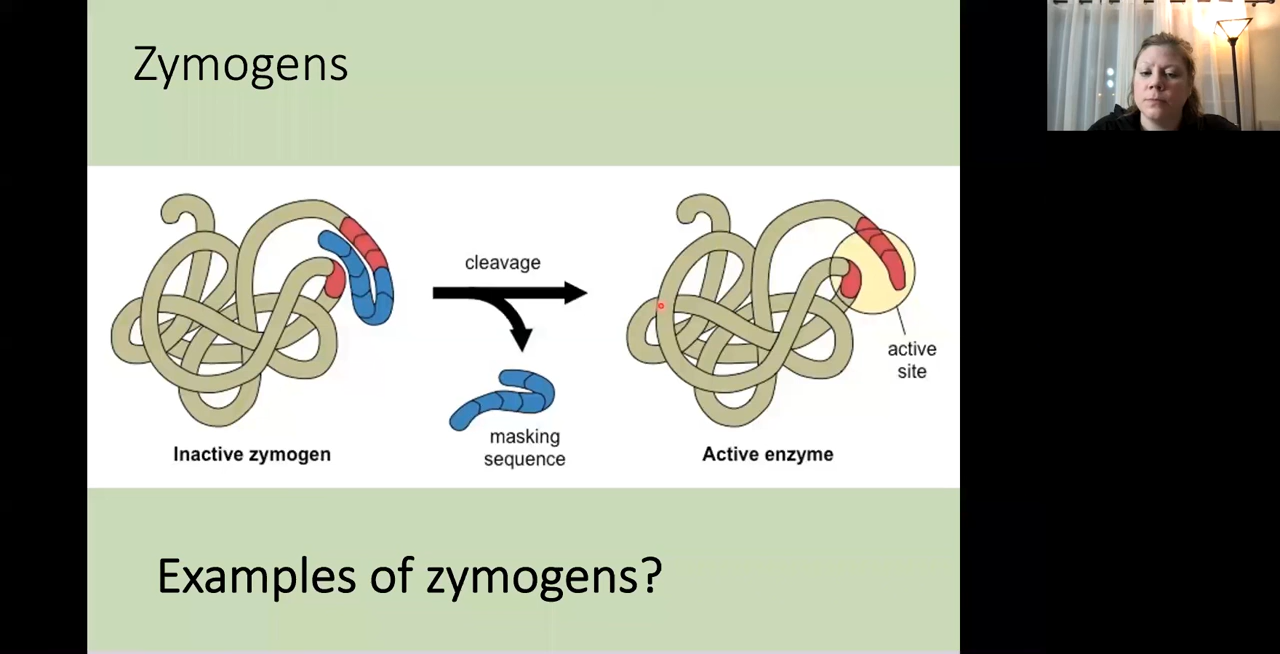 Zymogens
cleavage
active
site
masking
sequence
Inactive zymogen
Active enzyme
Examples of zymogens?